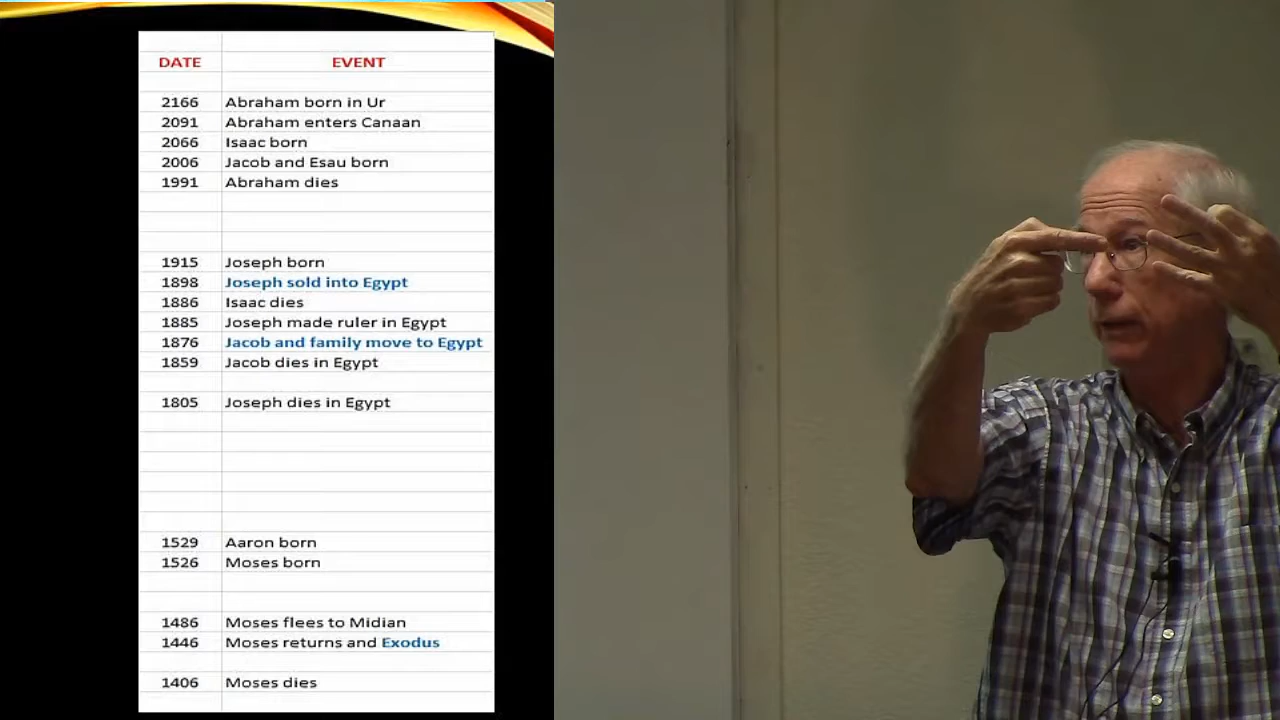 DATE EVENT
2166 Abraham born in Ur
2091 Abraham enters Canaan
2066 Isaac born
2006 Jacob and Esau born
1991 Abraham dies
1915 Joseph born
1898 Joseph sold into Egypt
1886 Isaac dies
1885 Joseph made ruler in Egypt
1876 Jacob and family move to Egypt
1859 Jacob dies in Egypt
1805 Joseph dies in Egypt
1529 Aaron born
1526 Moses born
1486 Moses flees to Midian
1446 Moses returns and Exodus
1406 Moses dies